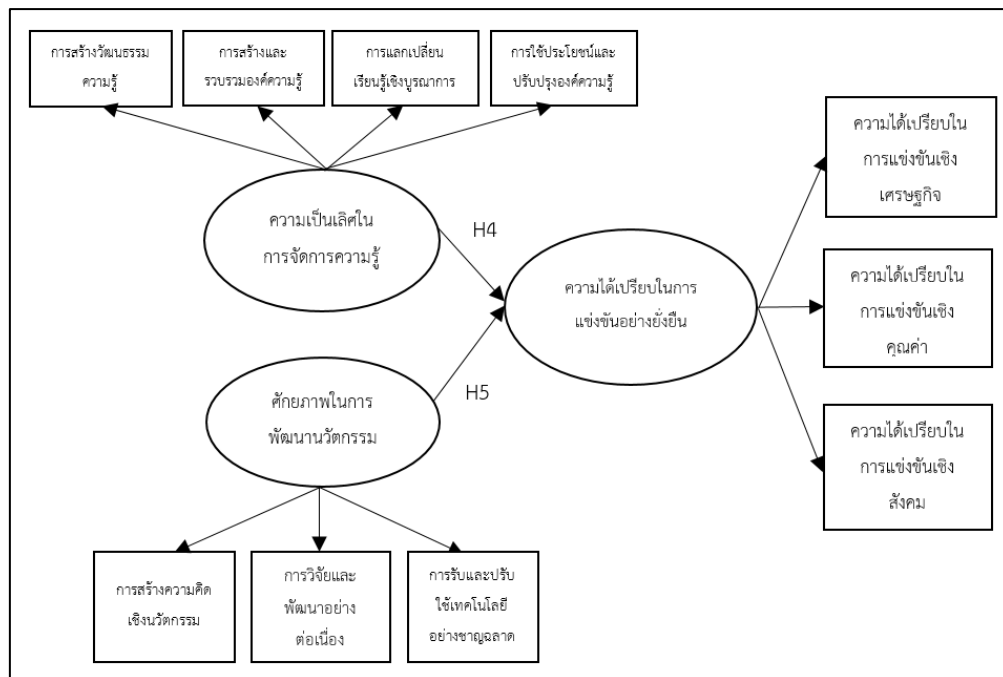 การสร้างวัฒนธรรม
ความรู้
การสร้างและ
รวบรวมองค์ความรู้
การแลกเปลี่ยน
เรียนรู้เชิงบูรณาการ
การใช้ประโยชน์และ
ปรับปรุงองค์ความรู้
ความเป็นเลิศใน
การจัดการความรู้
H4
ความได้เปรียบในการ
แข่งขันอย่างยั่งยืน
ความได้เปรียบใน
การแข่งขันเชิง
เศรษฐกิจ
ความได้เปรียบใน
การแข่งขันเชิง
คุณค่า
ความได้เปรียบใน
การแข่งขันเชิง
สังคม
H5
ศักยภาพในการ
พัฒนานวัตกรรม
การสร้างความคิด
เชิงนวัตกรรม
การวิจัยและ
พัฒนาอย่าง
ต่อเนื่อง
การรับและปรับ
ใช้เทคโนโลยี
อย่างชาญฉลาด